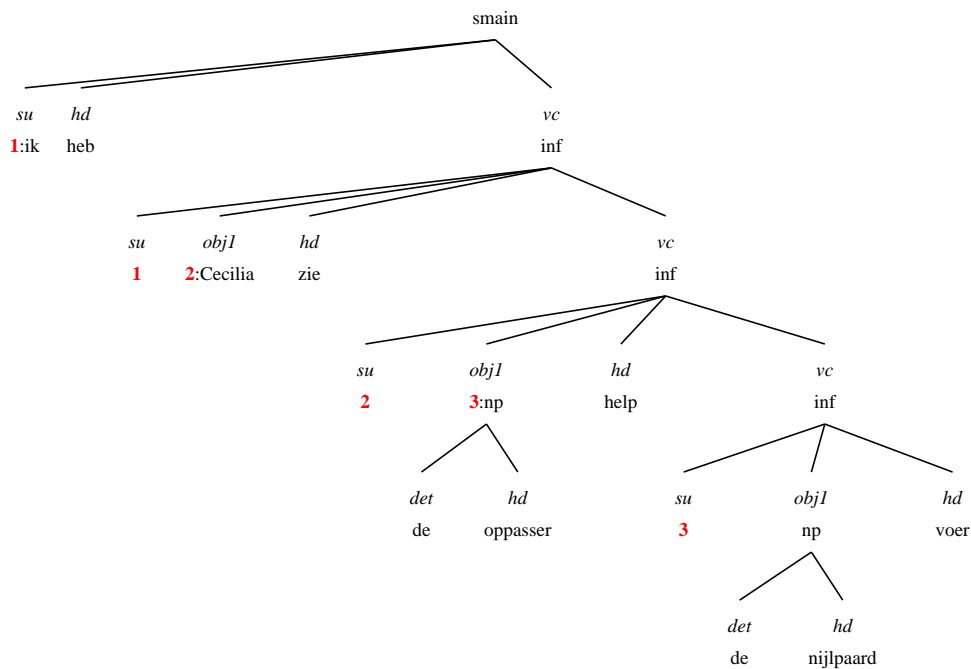 smain
su hd vc
1:ik heb inf
su obj1 hd vc
1 2:Cecilia zie inf
su obj1 hd vc
2 3:np help inf
det hd su obj1 hd
de oppasser 3 np voer
det hd
de nijlpaard